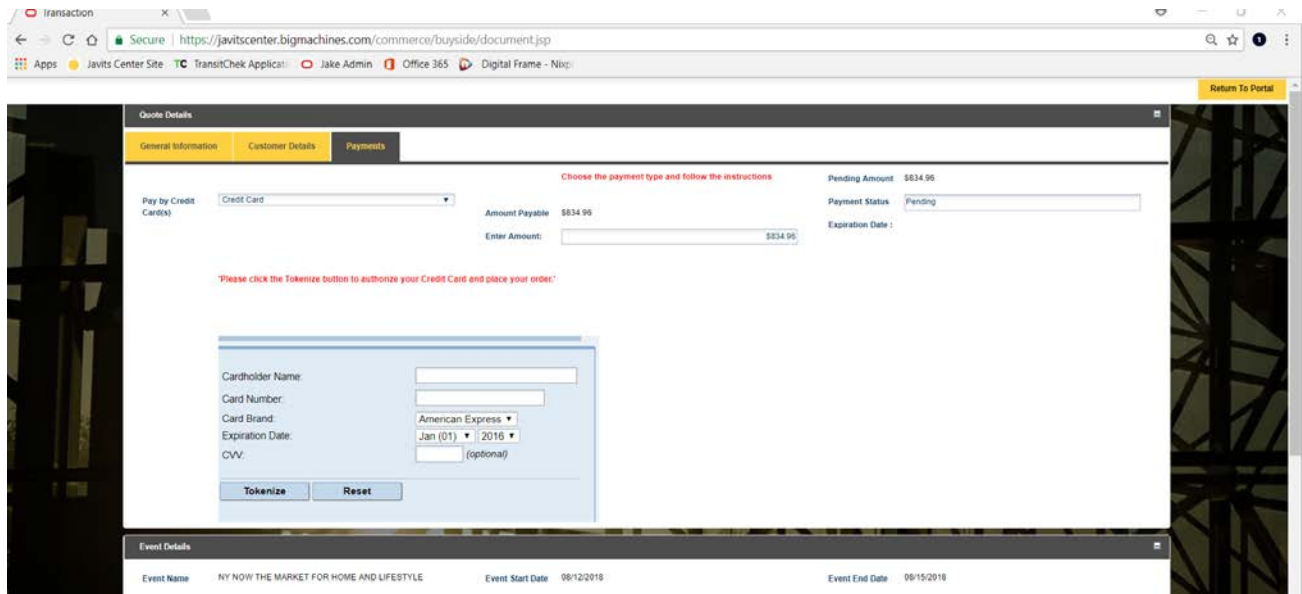 Transaction
Secure | https://javitscenter.bigmachines.com/commerce/buyside/document.jsp
Apps Javits Center Site TC TransitChek Applicati Jake Admin Office 365 Digital Frame - Nixp
Return To Portal
Quote Details
General Information Customer Details Payments
Choose the payment type and follow the instructions Pending Amount $834.96
Pay by Credit Card(s) Credit Card Amount Payable $834.96 Payment Status Pending
Enter Amount: $834.96 Expiration Date :
"Please click the Tokenize button to authorize your Credit Card and place your order."
Cardholder Name:
Card Number:
Card Brand: American Express
Expiration Date: Jan (01) 2016
CVV: (optional)
Tokenize Reset
Event Details
Event Name NY NOW THE MARKET FOR HOME AND LIFESTYLE Event Start Date 08/12/2018 Event End Date 08/15/2018